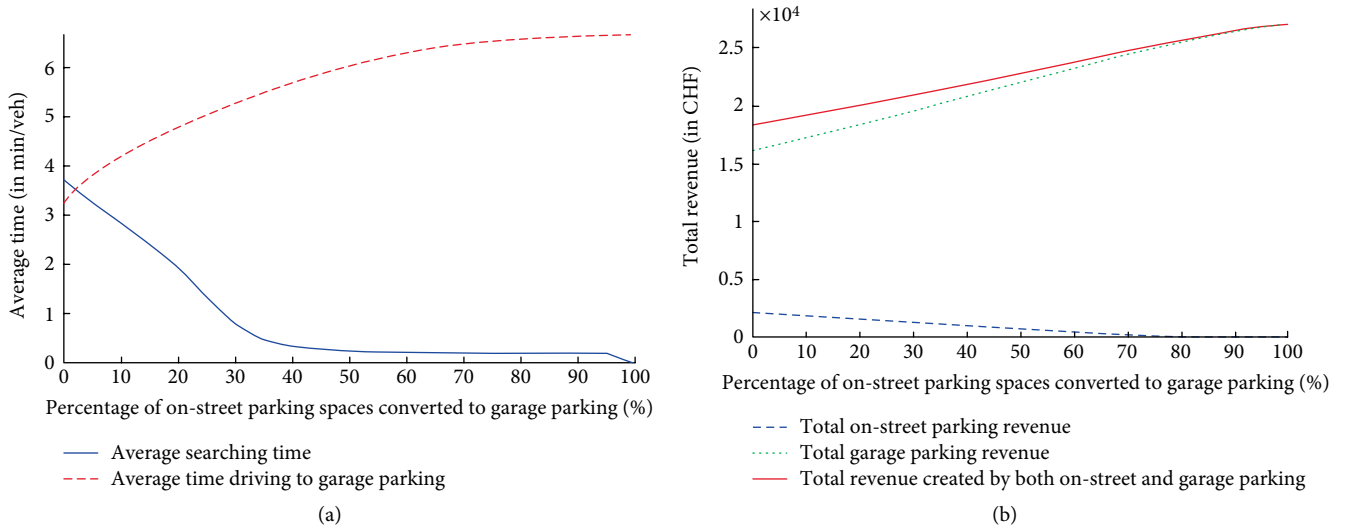 6
5
4
3
2
1
0
Average time (in min/veh)
0 10 20 30 40 50 60 70 80 90 100
Percentage of on-street parking spaces converted to garage parking (%)
Average searching time
Average time driving to garage parking
(a)
×10⁴
2.5
2
1.5
1
0.5
0
Total revenue (in CHF)
0 10 20 30 40 50 60 70 80 90 100
Percentage of on-street parking spaces converted to garage parking (%)
Total on-street parking revenue
Total garage parking revenue
Total revenue created by both on-street and garage parking
(b)